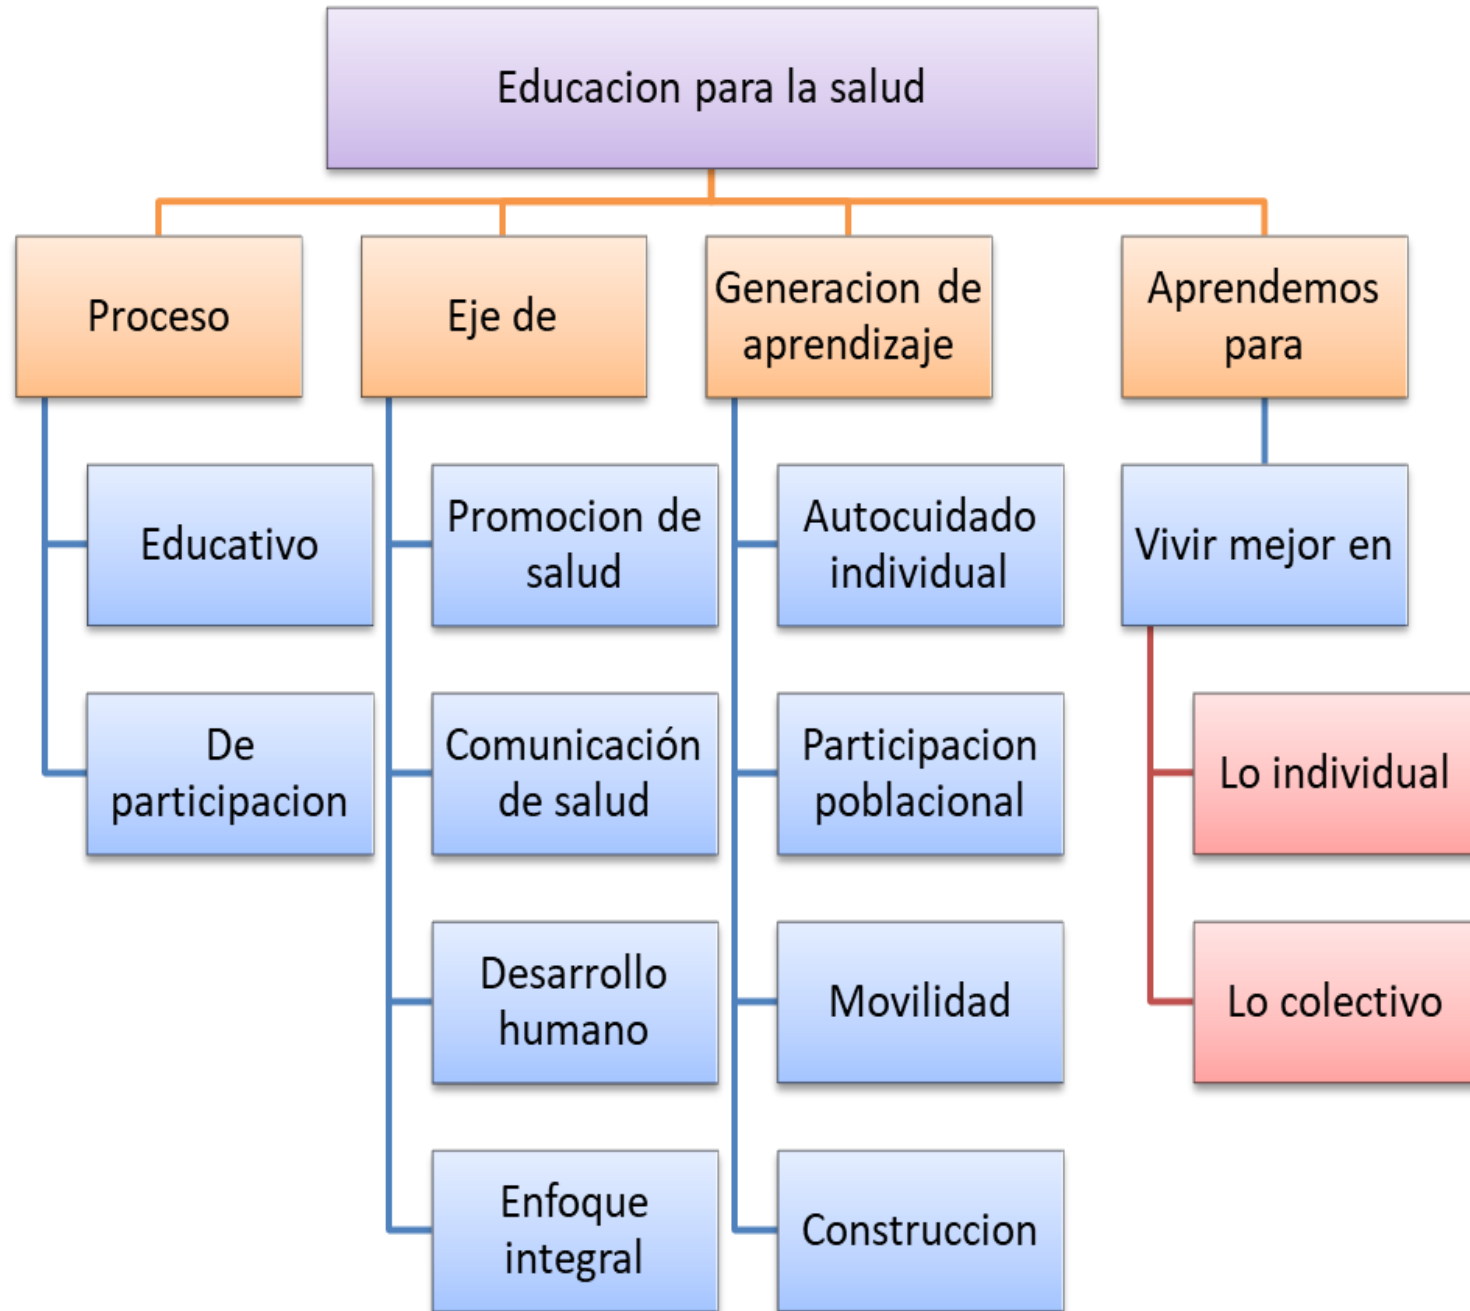 Educacion para la salud
Proceso
Eje de
Generacion de
aprendizaje
Aprendemos
para
Educativo
Promocion de
salud
Autocuidado
individual
Vivir mejor en
De
participacion
Comunicación
de salud
Participacion
poblacional
Lo individual
Desarrollo
humano
Movilidad
Lo colectivo
Enfoque
integral
Construccion